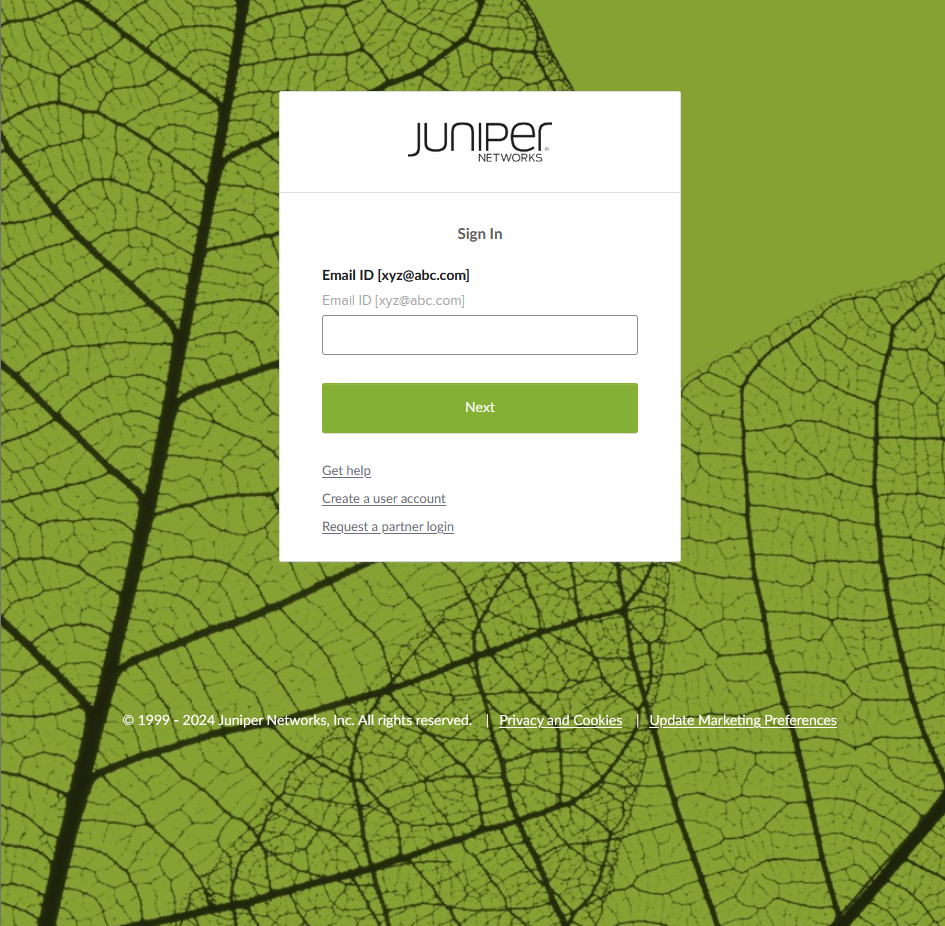 JUNIPEr
NETWORKS
Sign In
Email ID [xyz@abc.com]
Email ID [xyz@abc.com]
Next
Get help
Create a user account
Request a partner login
© 1999 - 2024 Juniper Networks, Inc. All rights reserved. | Privacy and Cookies | Update Marketing Preferences